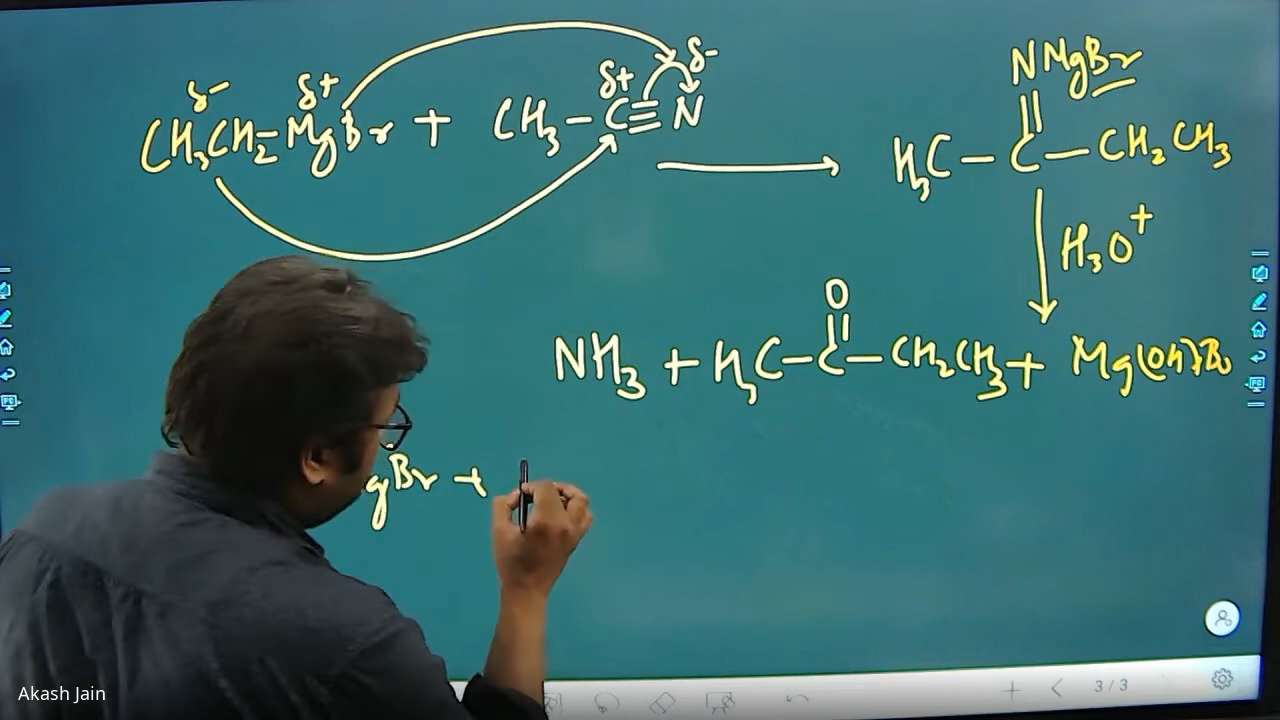 δ- δ+ δ+ δ-
CH3CH2-MgBr + CH3-C≡N
NMgBr
H3C-C-CH2CH3
H3O+
O
NH3 + H3C-C-CH2CH3 + Mg(OH)Br
gBr +
Akash Jain
3/3